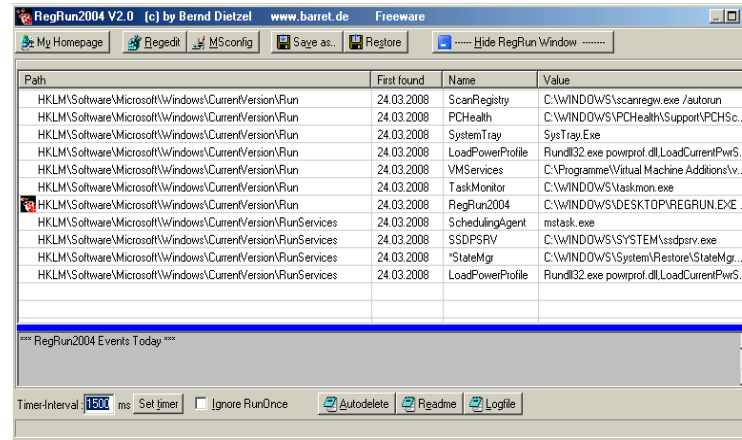 RegRun2004 V2.0 (c) by Bernd Dietzel www.barret.de Freeware
My Homepage Regedit MSconfig Save as.. Restore ----- Hide RegRun Window -------
Path First found Name Value
HKLM\Software\Microsoft\Windows\CurrentVersion\Run 24.03.2008 ScanRegistry C:\WINDOWS\scanregw.exe /autorun
HKLM\Software\Microsoft\Windows\CurrentVersion\Run 24.03.2008 PCHealth C:\WINDOWS\PCHealth\Support\PCHSc...
HKLM\Software\Microsoft\Windows\CurrentVersion\Run 24.03.2008 SystemTray SysTray.Exe
HKLM\Software\Microsoft\Windows\CurrentVersion\Run 24.03.2008 LoadPowerProfile Rundll32.exe powrprof.dll,LoadCurrentPwrS...
HKLM\Software\Microsoft\Windows\CurrentVersion\Run 24.03.2008 VMServices C:\Programme\Virtual Machine Additions\v...
HKLM\Software\Microsoft\Windows\CurrentVersion\Run 24.03.2008 TaskMonitor C:\WINDOWS\taskmon.exe
HKLM\Software\Microsoft\Windows\CurrentVersion\Run 24.03.2008 RegRun2004 C:\WINDOWS\DESKTOP\REGRUN.EXE ...
HKLM\Software\Microsoft\Windows\CurrentVersion\RunServices 24.03.2008 SchedulingAgent mstask.exe
HKLM\Software\Microsoft\Windows\CurrentVersion\RunServices 24.03.2008 SSDPSRV C:\WINDOWS\SYSTEM\ssdpsrv.exe
HKLM\Software\Microsoft\Windows\CurrentVersion\RunServices 24.03.2008 *StateMgr C:\WINDOWS\System\Restore\StateMgr...
HKLM\Software\Microsoft\Windows\CurrentVersion\RunServices 24.03.2008 LoadPowerProfile Rundll32.exe powrprof.dll,LoadCurrentPwrS...
*** RegRun2004 Events Today ***
Timer-Interval : 1500 ms Set timer Ignore RunOnce Autodelete Readme Logfile